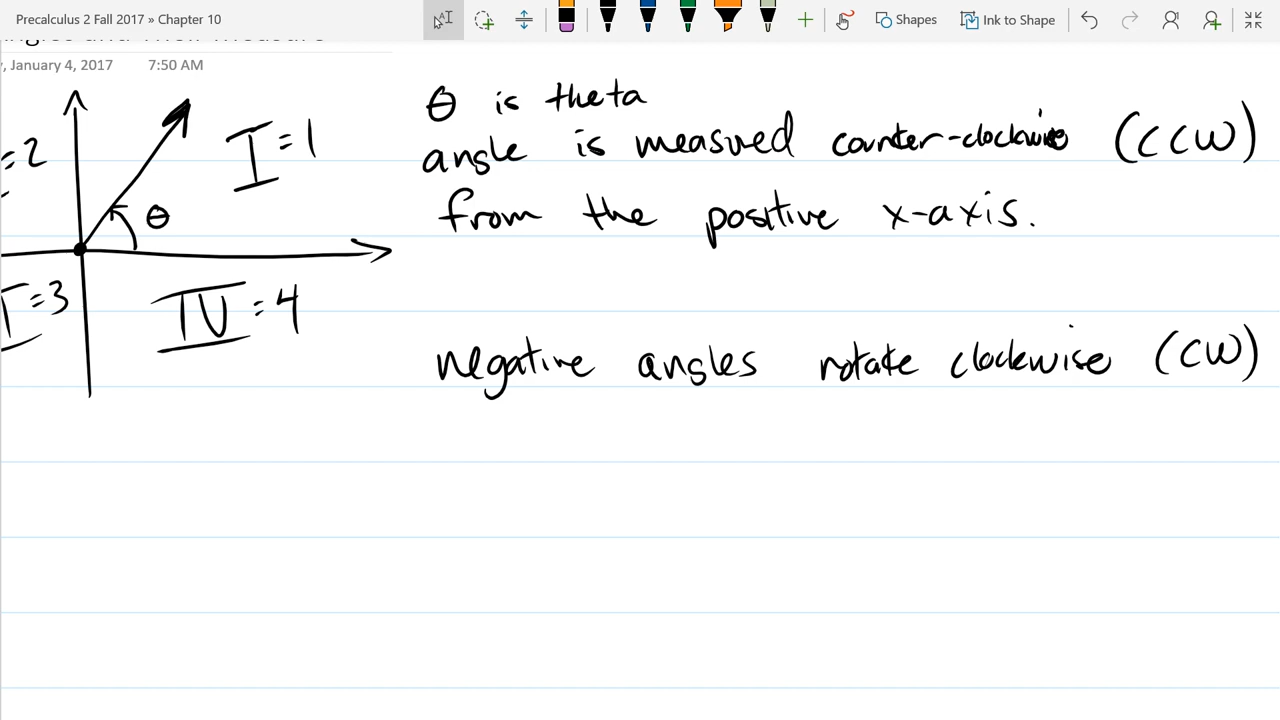 Precalculus 2 Fall 2017 » Chapter 10
Shapes
Ink to Shape
, January 4, 2017 7:50 AM
θ is theta
angle is measured counter-clockwise (CCW)
from the positive x-axis.
negative angles rotate clockwise (CW)
=2
I=1
θ
I=3
IV=4